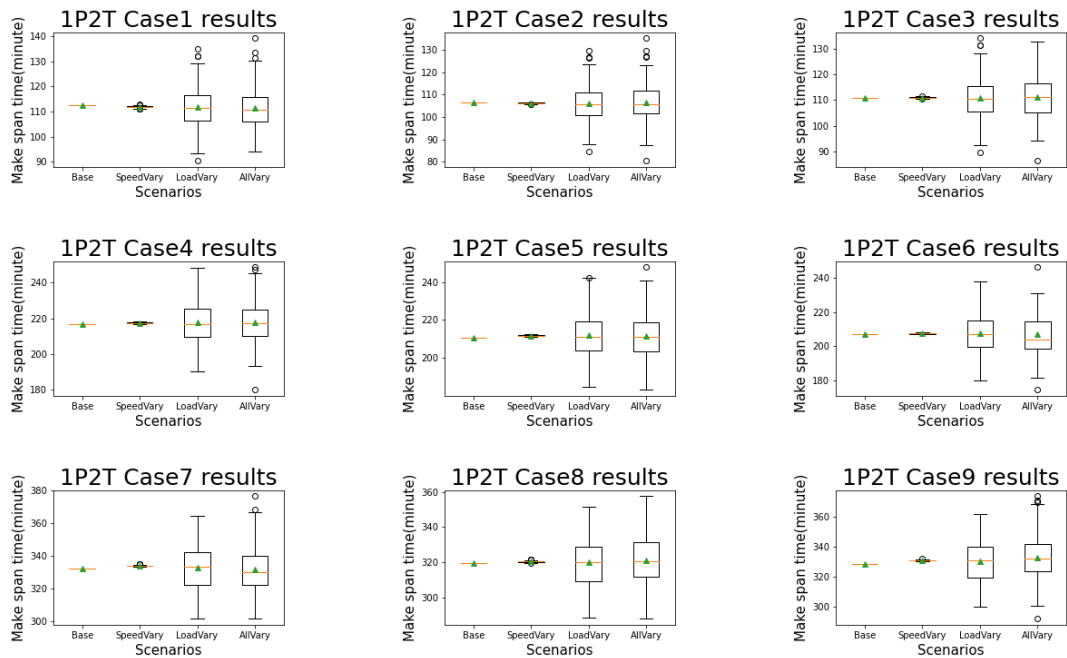 1P2T Case1 results
Make span time(minute)
140
130
120
110
100
90
Base SpeedVary LoadVary AllVary
Scenarios
1P2T Case2 results
Make span time(minute)
130
120
110
100
90
80
Base SpeedVary LoadVary AllVary
Scenarios
1P2T Case3 results
Make span time(minute)
130
120
110
100
90
Base SpeedVary LoadVary AllVary
Scenarios
1P2T Case4 results
Make span time(minute)
240
220
200
180
Base SpeedVary LoadVary AllVary
Scenarios
1P2T Case5 results
Make span time(minute)
240
220
200
Base SpeedVary LoadVary AllVary
Scenarios
1P2T Case6 results
Make span time(minute)
240
220
200
180
Base SpeedVary LoadVary AllVary
Scenarios
1P2T Case7 results
Make span time(minute)
380
360
340
320
300
Base SpeedVary LoadVary AllVary
Scenarios
1P2T Case8 results
Make span time(minute)
360
340
320
300
Base SpeedVary LoadVary AllVary
Scenarios
1P2T Case9 results
Make span time(minute)
360
340
320
300
Base SpeedVary LoadVary AllVary
Scenarios